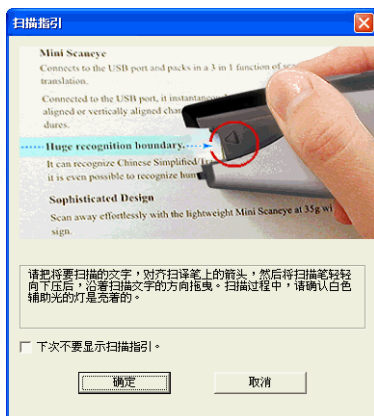 扫描指引
Mini Scaneye
Connects to the USB port and packs in a 3 in 1 function of
translation.
Connected to the USB port, it
aligned or vertically aligned
dures.
Huge recognition boundary.
It can recognize Chinese Simplified/
it is even possible to recognize
Sophisticated Design
Scan away effortlessly with the lightweight Mini Scaneye at 35g
sign.
请把将要扫描的文字，对齐扫译笔上的箭头，然后将扫描笔轻轻
向下压后，沿着扫描文字的方向拖曳。扫描过程中，请确认白色
辅助光的灯是亮着的。
下次不要显示扫描指引。
确定
取消